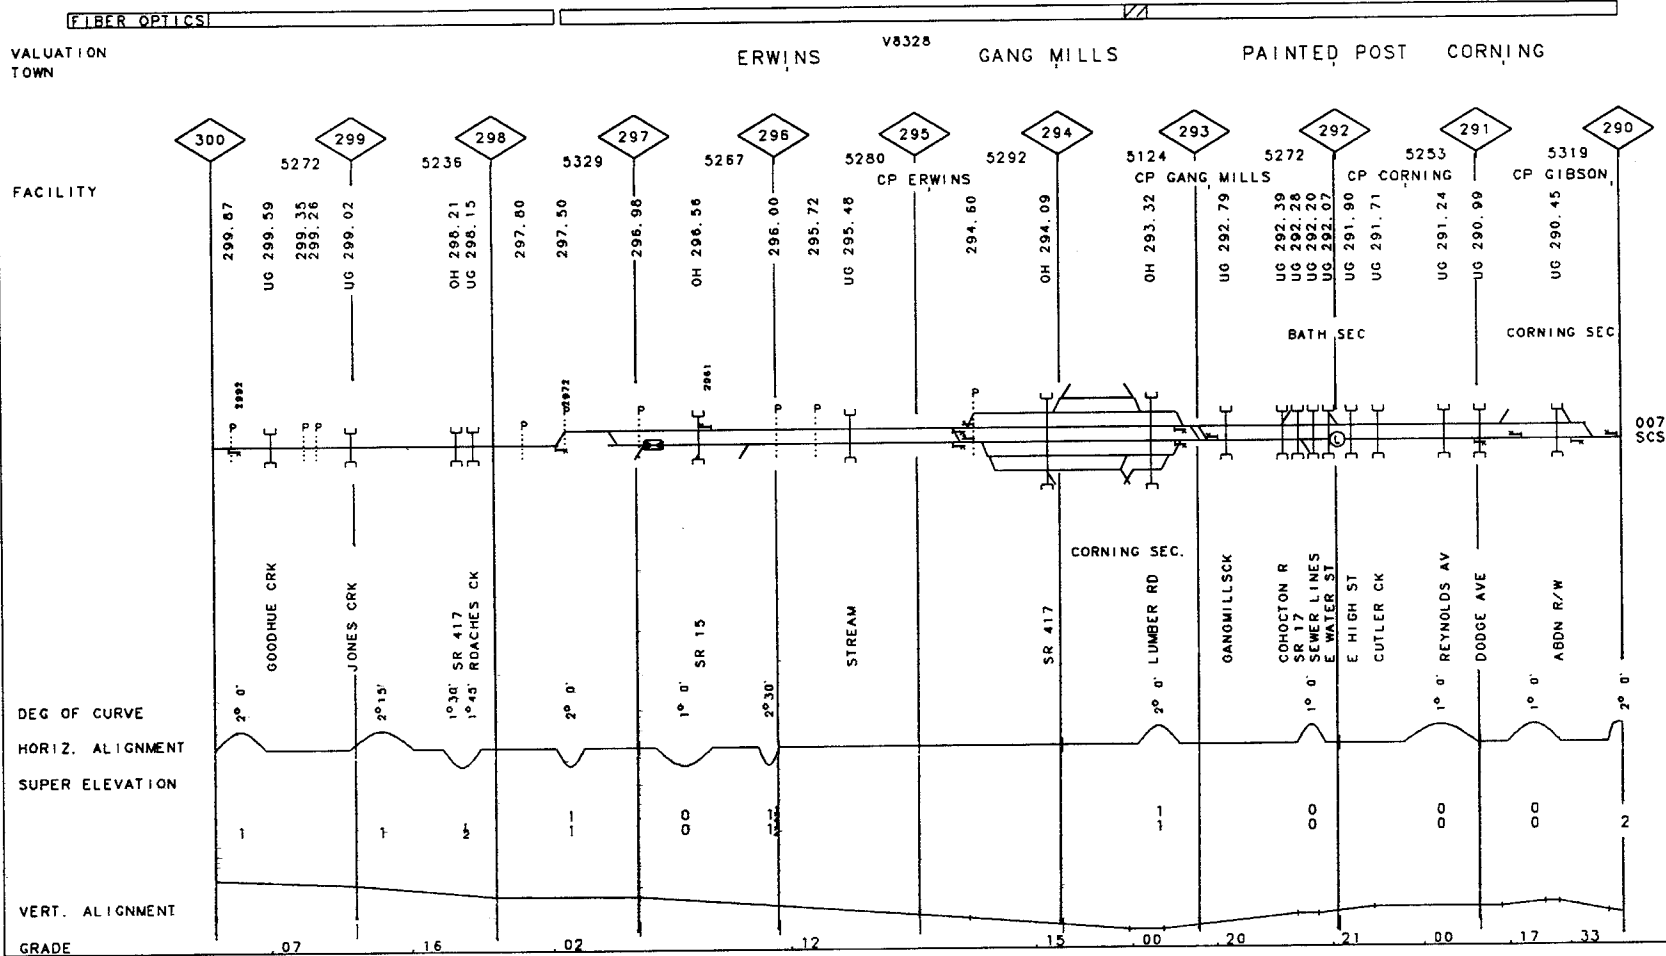 FIBER OPTICS
VALUATION
V8328
TOWN
ERWINS
GANG MILLS
PAINTED POST
CORNING
300
299
298
297
296
295
294
293
292
291
290
5272
5236
5329
5267
5280
5292
5124
5272
5253
5319
FACILITY
CP ERWINS
CP GANG MILLS
CP CORNING
CP GIBSON
299.87
UG 299.59
299.35
299.26
UG 299.02
OH 298.21
UG 298.15
297.80
297.50
296.98
OH 296.56
296.00
295.72
UG 295.48
294.60
OH 294.09
OH 293.32
UG 292.79
UG 292.39
UG 292.28
UG 292.20
UG 292.07
UG 291.90
UG 291.71
UG 291.24
UG 290.99
UG 290.45
BATH SEC
CORNING SEC
2992
P
P P
P
02972
P
2961
P
P
P
L
007
SCS
CORNING SEC.
GOODHUE CRK
JONES CRK
SR 417
ROACHES CK
SR 15
STREAM
SR 417
LUMBER RD
GANGMILLSCK
COHOCTON R
SR 17
SEWER LINES
E WATER ST
E HIGH ST
CUTLER CK
REYNOLDS AV
DODGE AVE
ABDN R/W
DEG OF CURVE
2° 0'
2° 15'
1° 30'
1° 45'
2° 0'
1° 0'
2° 30'
2° 0'
1° 0'
1° 0'
1° 0'
2° 0'
HORIZ. ALIGNMENT
SUPER ELEVATION
1 0 1 0 0 0
1 1 1 0 1 0 0 0 2
VERT. ALIGNMENT
GRADE
.07 .16 .02 .12 .15 .00 .20 .21 .00 .17 .33